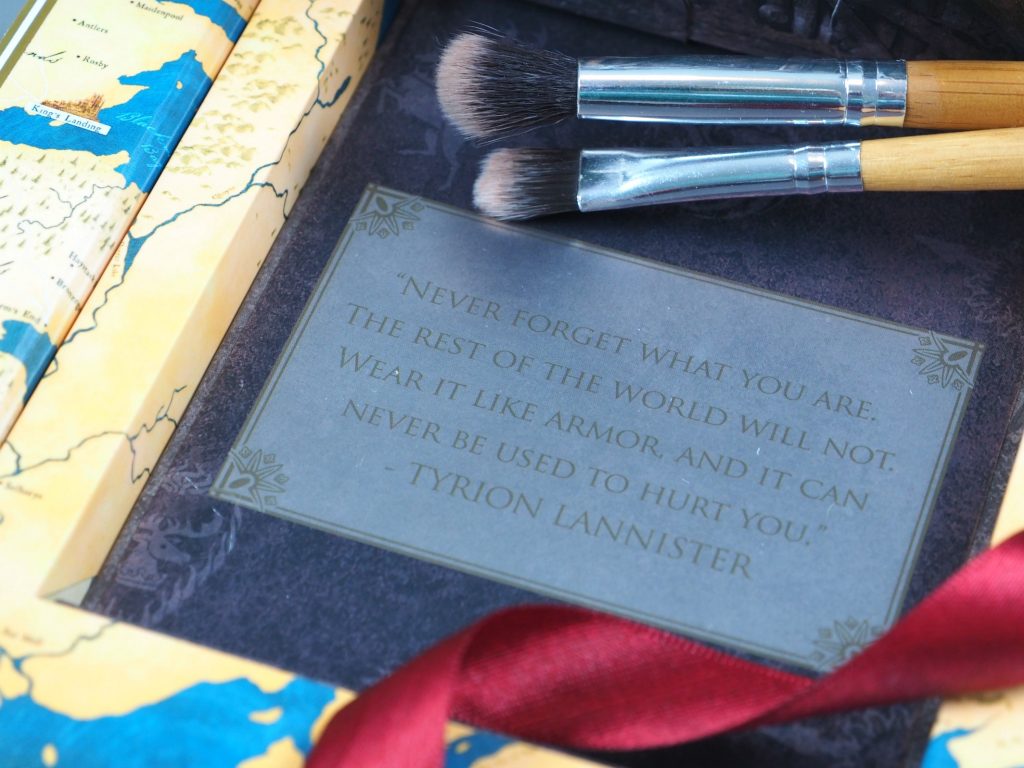 Maidenpool
Antlers
Rosby
King's Landing
"NEVER FORGET WHAT YOU ARE.
THE REST OF THE WORLD WILL NOT.
WEAR IT LIKE ARMOR, AND IT CAN
NEVER BE USED TO HURT YOU."
- TYRION LANNISTER